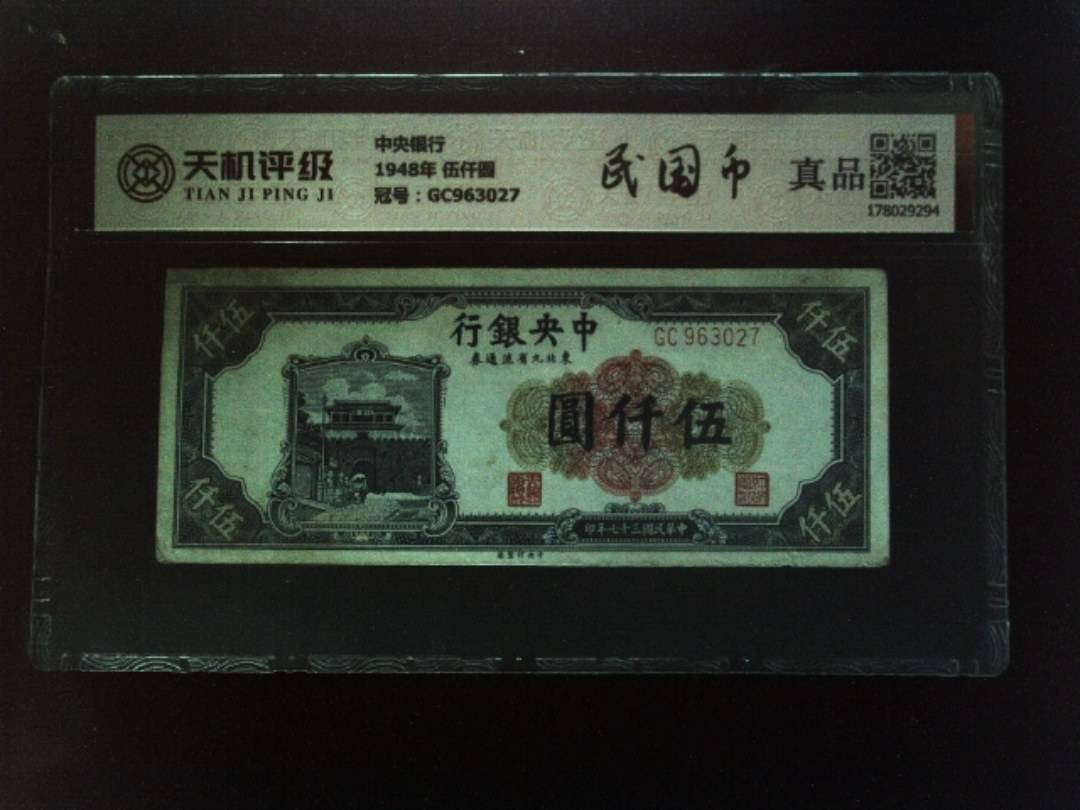 天机评级
TIAN JI PING JI
中央银行
1948年 伍仟圓
冠号：GC963027
民国币
真品
178029294
伍仟
伍仟
行銀央中
GC 963027
券通流省九北東
圓仟伍
印年七十三國民華中
仟伍
仟伍